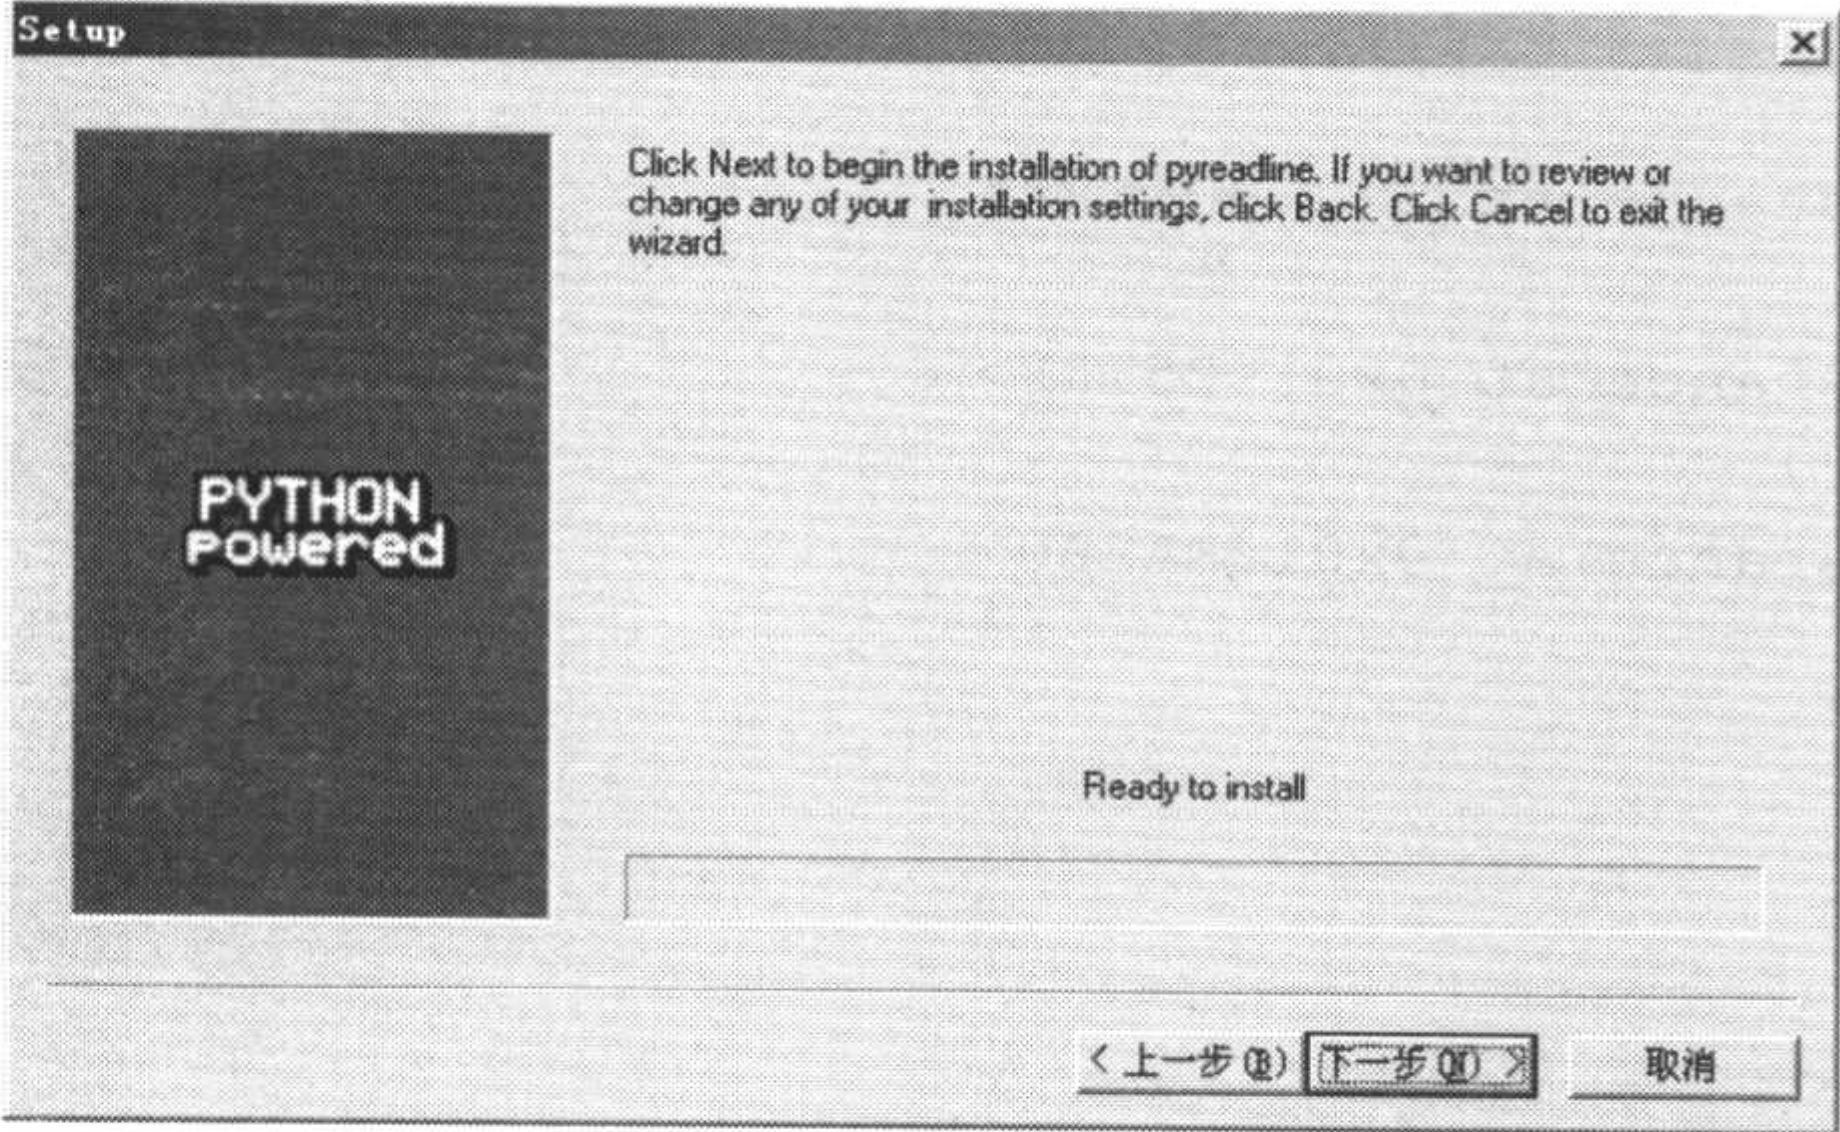 Setup
Click Next to begin the installation of pyreadline. If you want to review or
change any of your  installation settings, click Back. Click Cancel to exit the
wizard.
PYTHON
powered
Ready to install
< 上一步(B)
下一步(N) >
取消